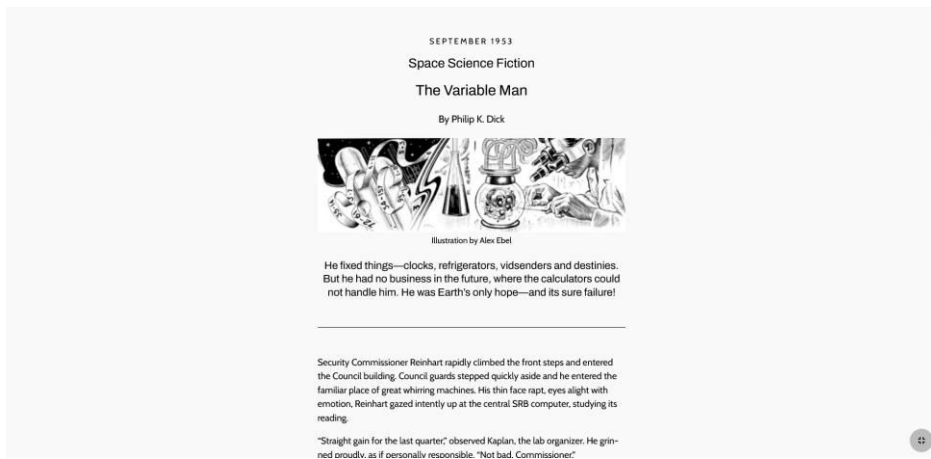 SEPTEMBER 1953
Space Science Fiction
The Variable Man
By Philip K. Dick
Illustration by Alex Ebel
He fixed things—clocks, refrigerators, vidsenders and destinies.
But he had no business in the future, where the calculators could
not handle him. He was Earth's only hope—and its sure failure!
Security Commissioner Reinhart rapidly climbed the front steps and entered
the Council building. Council guards stepped quickly aside and he entered the
familiar place of great whirring machines. His thin face rapt, eyes alight with
emotion, Reinhart gazed intently up at the central SRB computer, studying its
reading.
“Straight gain for the last quarter,” observed Kaplan, the lab organizer. He grin-
ned proudly, as if personally responsible. “Not bad, Commissioner.”